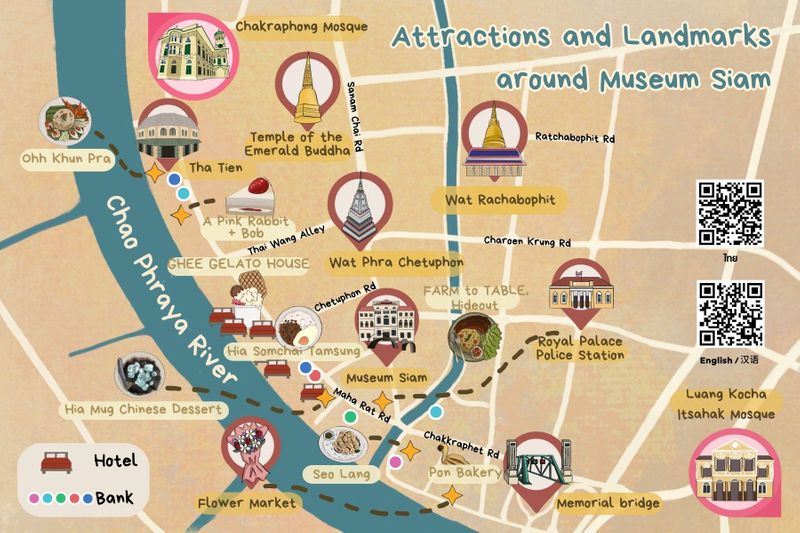 Attractions and Landmarks
around Museum Siam
Chakraphong Mosque
Sanam Chai Rd
Temple of the
Emerald Buddha
Ratchabophit Rd
Ohh Khun Pra
Tha Tien
Wat Rachabophit
A Pink Rabbit
+ Bob
Chao Phraya River
Thai Wang Alley
Charoen Krung Rd
GHEE GELATO HOUSE
Wat Phra Chetuphon
ไทย
Chetuphon Rd
FARM to TABLE,
Hideout
Royal Palace
Police Station
Hia Somchai Tamsung
English / 汉语
Museum Siam
Maha Rat Rd
Hia Mug Chinese Dessert
Luang Kocha
Itsahak Mosque
Chakkraphet Rd
Seo Lang
Pon Bakery
Hotel
Bank
Flower Market
Memorial bridge